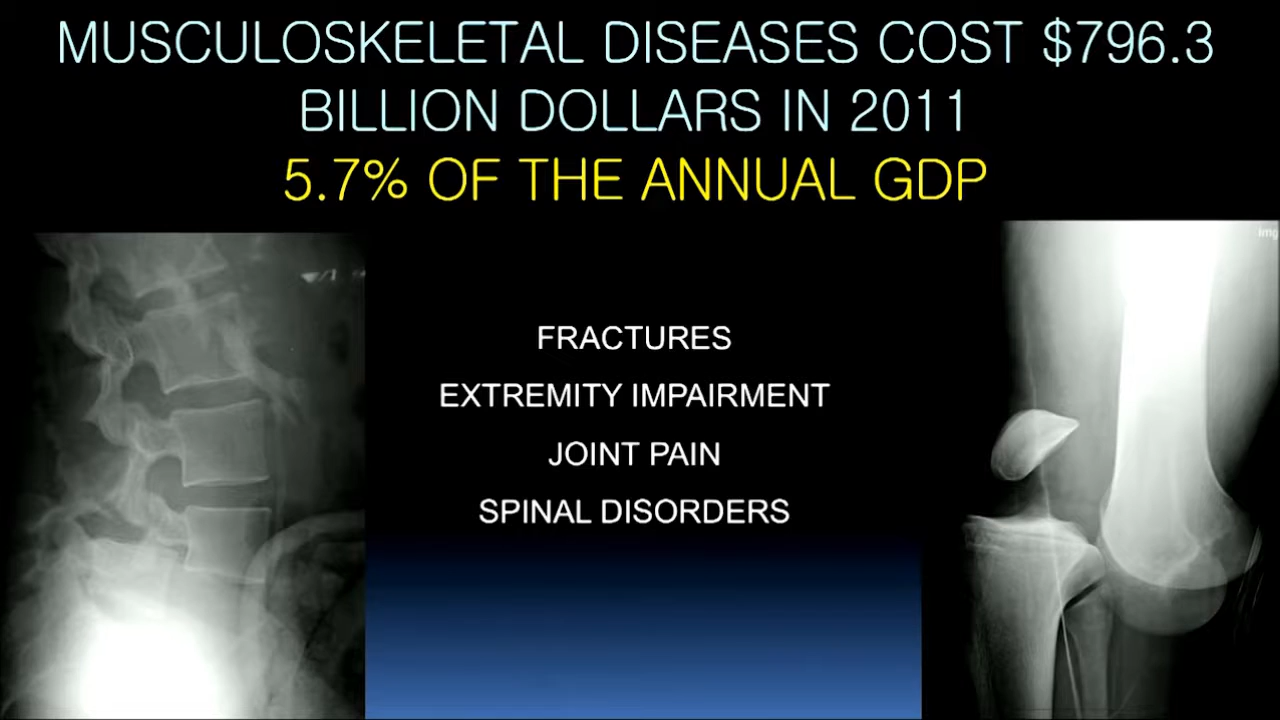 MUSCULOSKELETAL DISEASES COST $796.3
BILLION DOLLARS IN 2011
5.7% OF THE ANNUAL GDP
img
FRACTURES
EXTREMITY IMPAIRMENT
JOINT PAIN
SPINAL DISORDERS